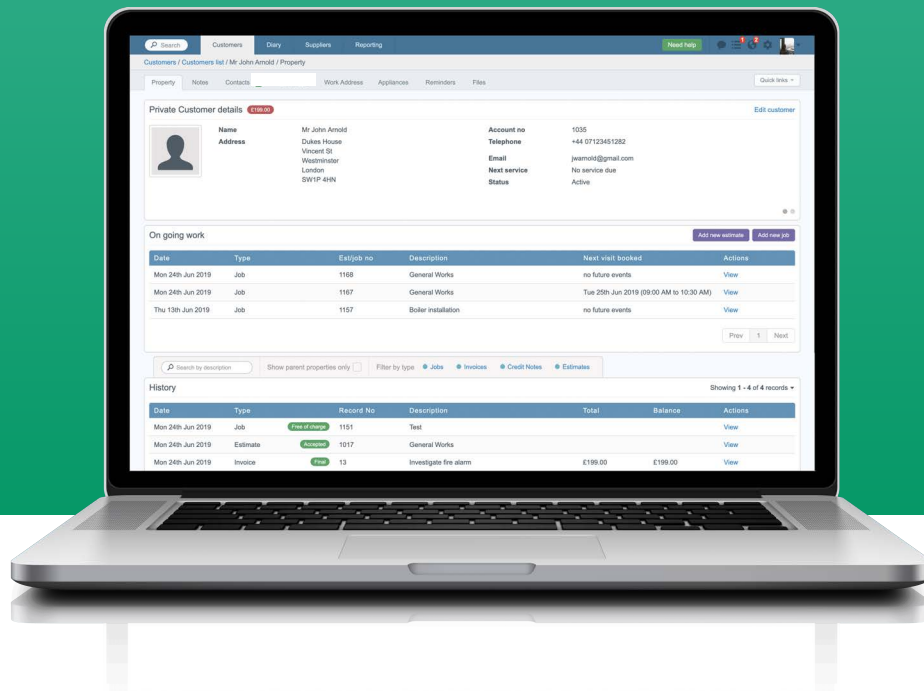 Search Customers Diary Suppliers Reporting Need help 1 2
Customers / Customers list / Mr John Arnold / Property
Property Notes Contacts Work Address Appliances Reminders Files Quick links
Private Customer details £199.00 Edit customer
Name Mr John Arnold Account no 1035
Address Dukes House Telephone +44 07123451282
Vincent St
Westminster Email jwarnold@gmail.com
London Next service No service due
SW1P 4HN Status Active
On going work Add new estimate Add new job
Date Type Est/job no Description Next visit booked Actions
Mon 24th Jun 2019 Job 1168 General Works no future events View
Mon 24th Jun 2019 Job 1167 General Works Tue 25th Jun 2019 (09:00 AM to 10:30 AM) View
Thu 13th Jun 2019 Job 1157 Boiler installation no future events View
Prev 1 Next
Search by description Show parent properties only Filter by type Jobs Invoices Credit Notes Estimates
History Showing 1 - 4 of 4 records
Date Type Record No Description Total Balance Actions
Mon 24th Jun 2019 Job Free of charge 1151 Test View
Mon 24th Jun 2019 Estimate Accepted 1017 General Works View
Mon 24th Jun 2019 Invoice Final 13 Investigate fire alarm £199.00 £199.00 View